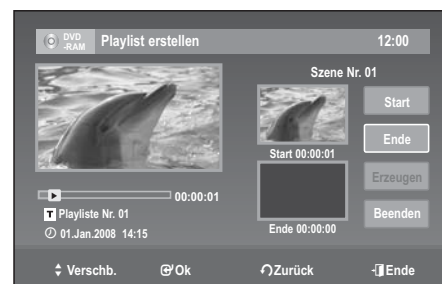 DVD-RAM Playlist erstellen 12:00
Szene Nr. 01
Start 00:00:01
Ende 00:00:00
00:00:01
T Playliste Nr. 01
01.Jan.2008 14:15
Start
Ende
Erzeugen
Beenden
Verschb. Ok Zurück Ende